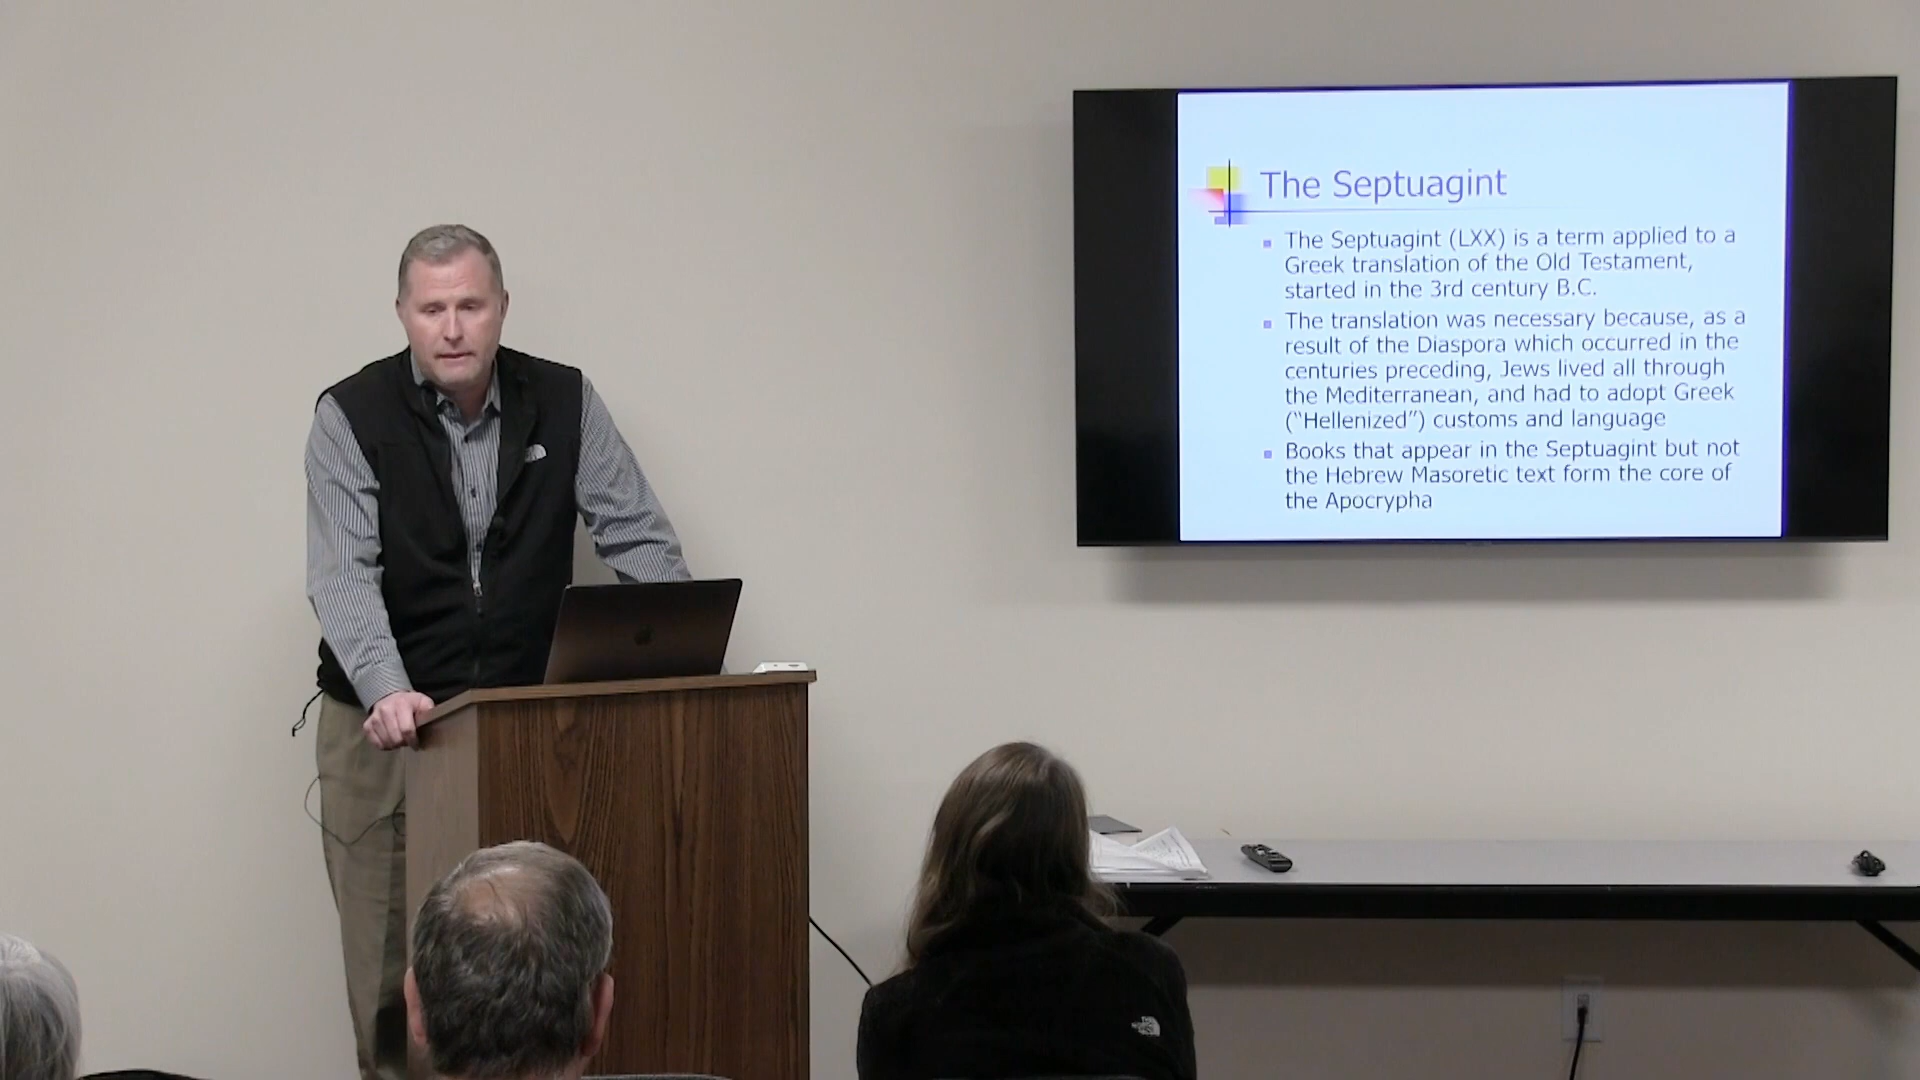 The Septuagint
The Septuagint (LXX) is a term applied to a
Greek translation of the Old Testament,
started in the 3rd century B.C.
The translation was necessary because, as a
result of the Diaspora which occurred in the
centuries preceding, Jews lived all through
the Mediterranean, and had to adopt Greek
(“Hellenized”) customs and language
Books that appear in the Septuagint but not
the Hebrew Masoretic text form the core of
the Apocrypha